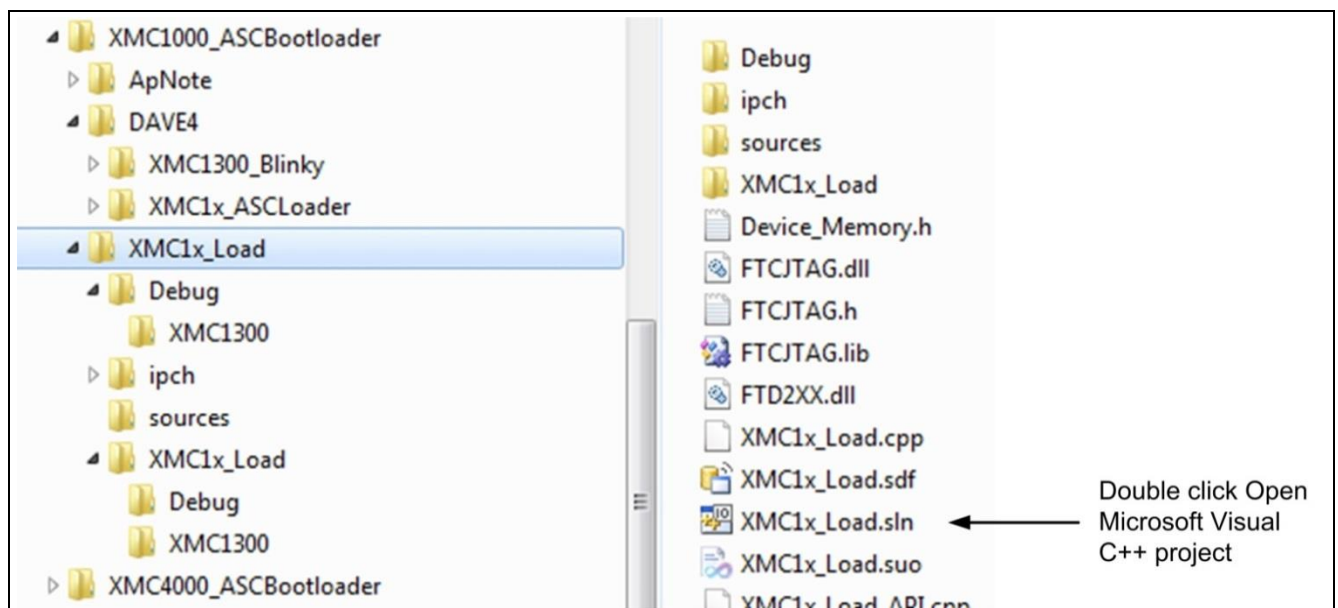 XMC1000_ASCBootloader
ApNote
DAVE4
XMC1300_Blinky
XMC1x_ASCLoader
XMC1x_Load
Debug
XMC1300
ipch
sources
XMC1x_Load
Debug
XMC1300
XMC4000_ASCBootloader
Debug
ipch
sources
XMC1x_Load
Device_Memory.h
FTCJTAG.dll
FTCJTAG.h
FTCJTAG.lib
FTD2XX.dll
XMC1x_Load.cpp
XMC1x_Load.sdf
XMC1x_Load.sln
XMC1x_Load.suo
XMC1x_Load_API.cpp
Double click Open
Microsoft Visual
C++ project